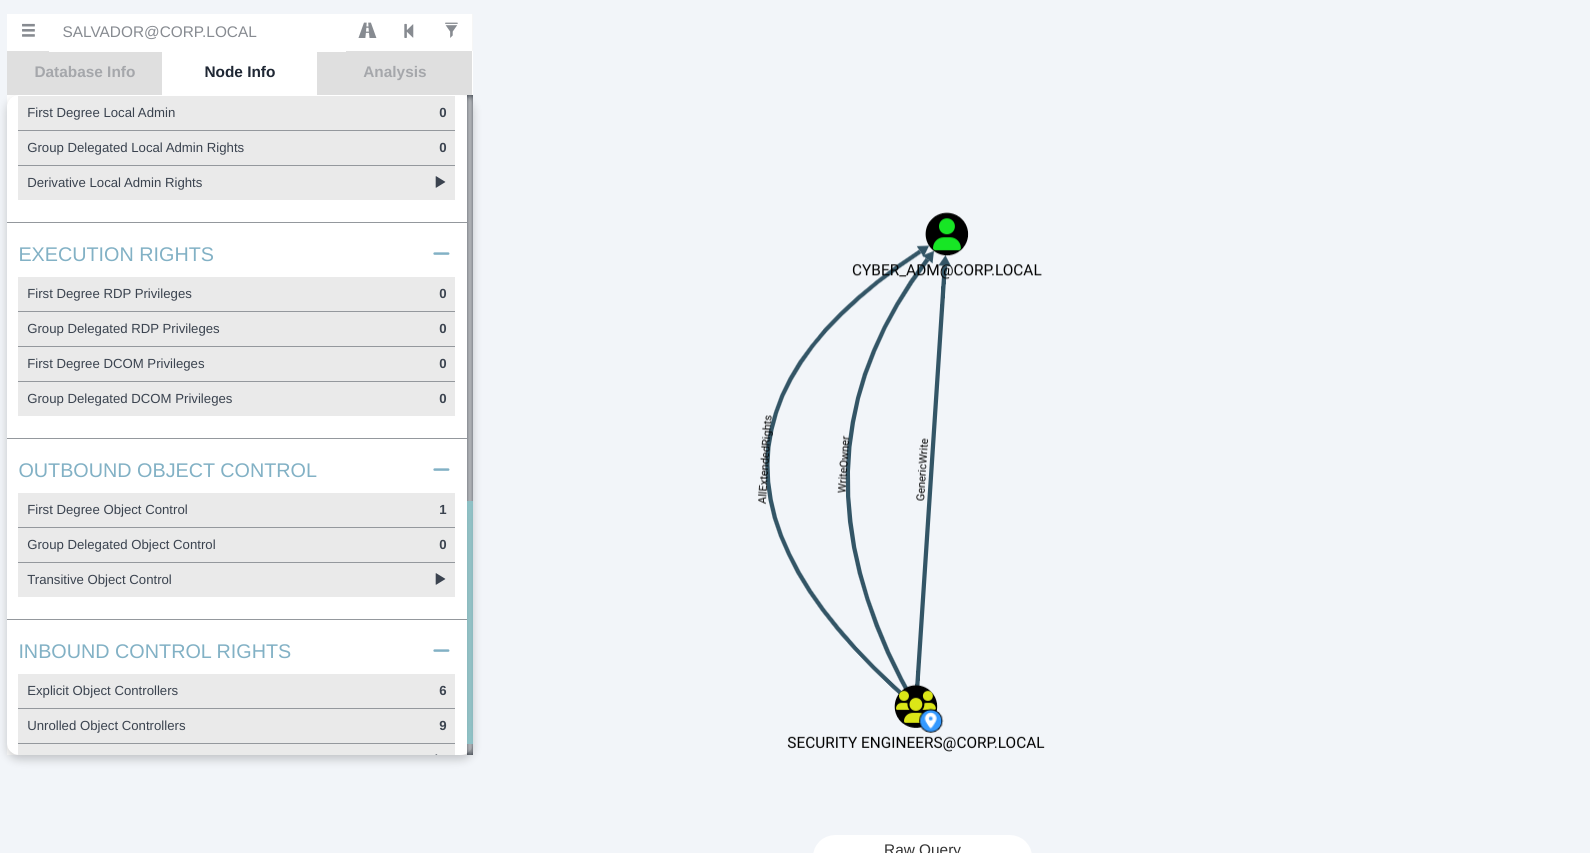 SALVADOR@CORP.LOCAL
Database Info
Node Info
Analysis
First Degree Local Admin 0
Group Delegated Local Admin Rights 0
Derivative Local Admin Rights
EXECUTION RIGHTS
First Degree RDP Privileges 0
Group Delegated RDP Privileges 0
First Degree DCOM Privileges 0
Group Delegated DCOM Privileges 0
OUTBOUND OBJECT CONTROL
First Degree Object Control 1
Group Delegated Object Control 0
Transitive Object Control
INBOUND CONTROL RIGHTS
Explicit Object Controllers 6
Unrolled Object Controllers 9
CYBER_ADM@CORP.LOCAL
AllExtendedRights
WriteOwner
GenericWrite
SECURITY ENGINEERS@CORP.LOCAL
Raw Query